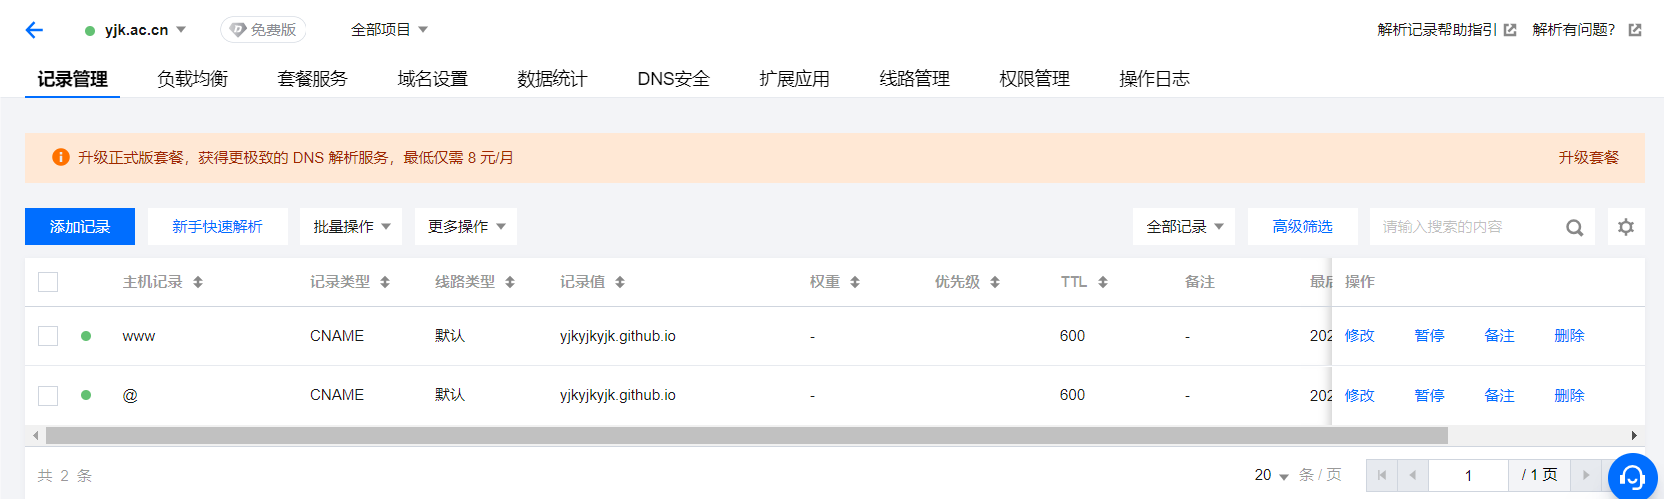 yjk.ac.cn 免费版 全部项目 解析记录帮助指引 解析有问题?
记录管理 负载均衡 套餐服务 域名设置 数据统计 DNS安全 扩展应用 线路管理 权限管理 操作日志
升级正式版套餐，获得更极致的 DNS 解析服务，最低仅需 8 元/月 升级套餐
添加记录 新手快速解析 批量操作 更多操作 全部记录 高级筛选 请输入搜索的内容
主机记录 记录类型 线路类型 记录值 权重 优先级 TTL 备注 最后 操作
www CNAME 默认 yjkyjkyjk.github.io - 600 - 202 修改 暂停 备注 删除
@ CNAME 默认 yjkyjkyjk.github.io - 600 - 202 修改 暂停 备注 删除
共 2 条 20 条 / 页 1 / 1 页